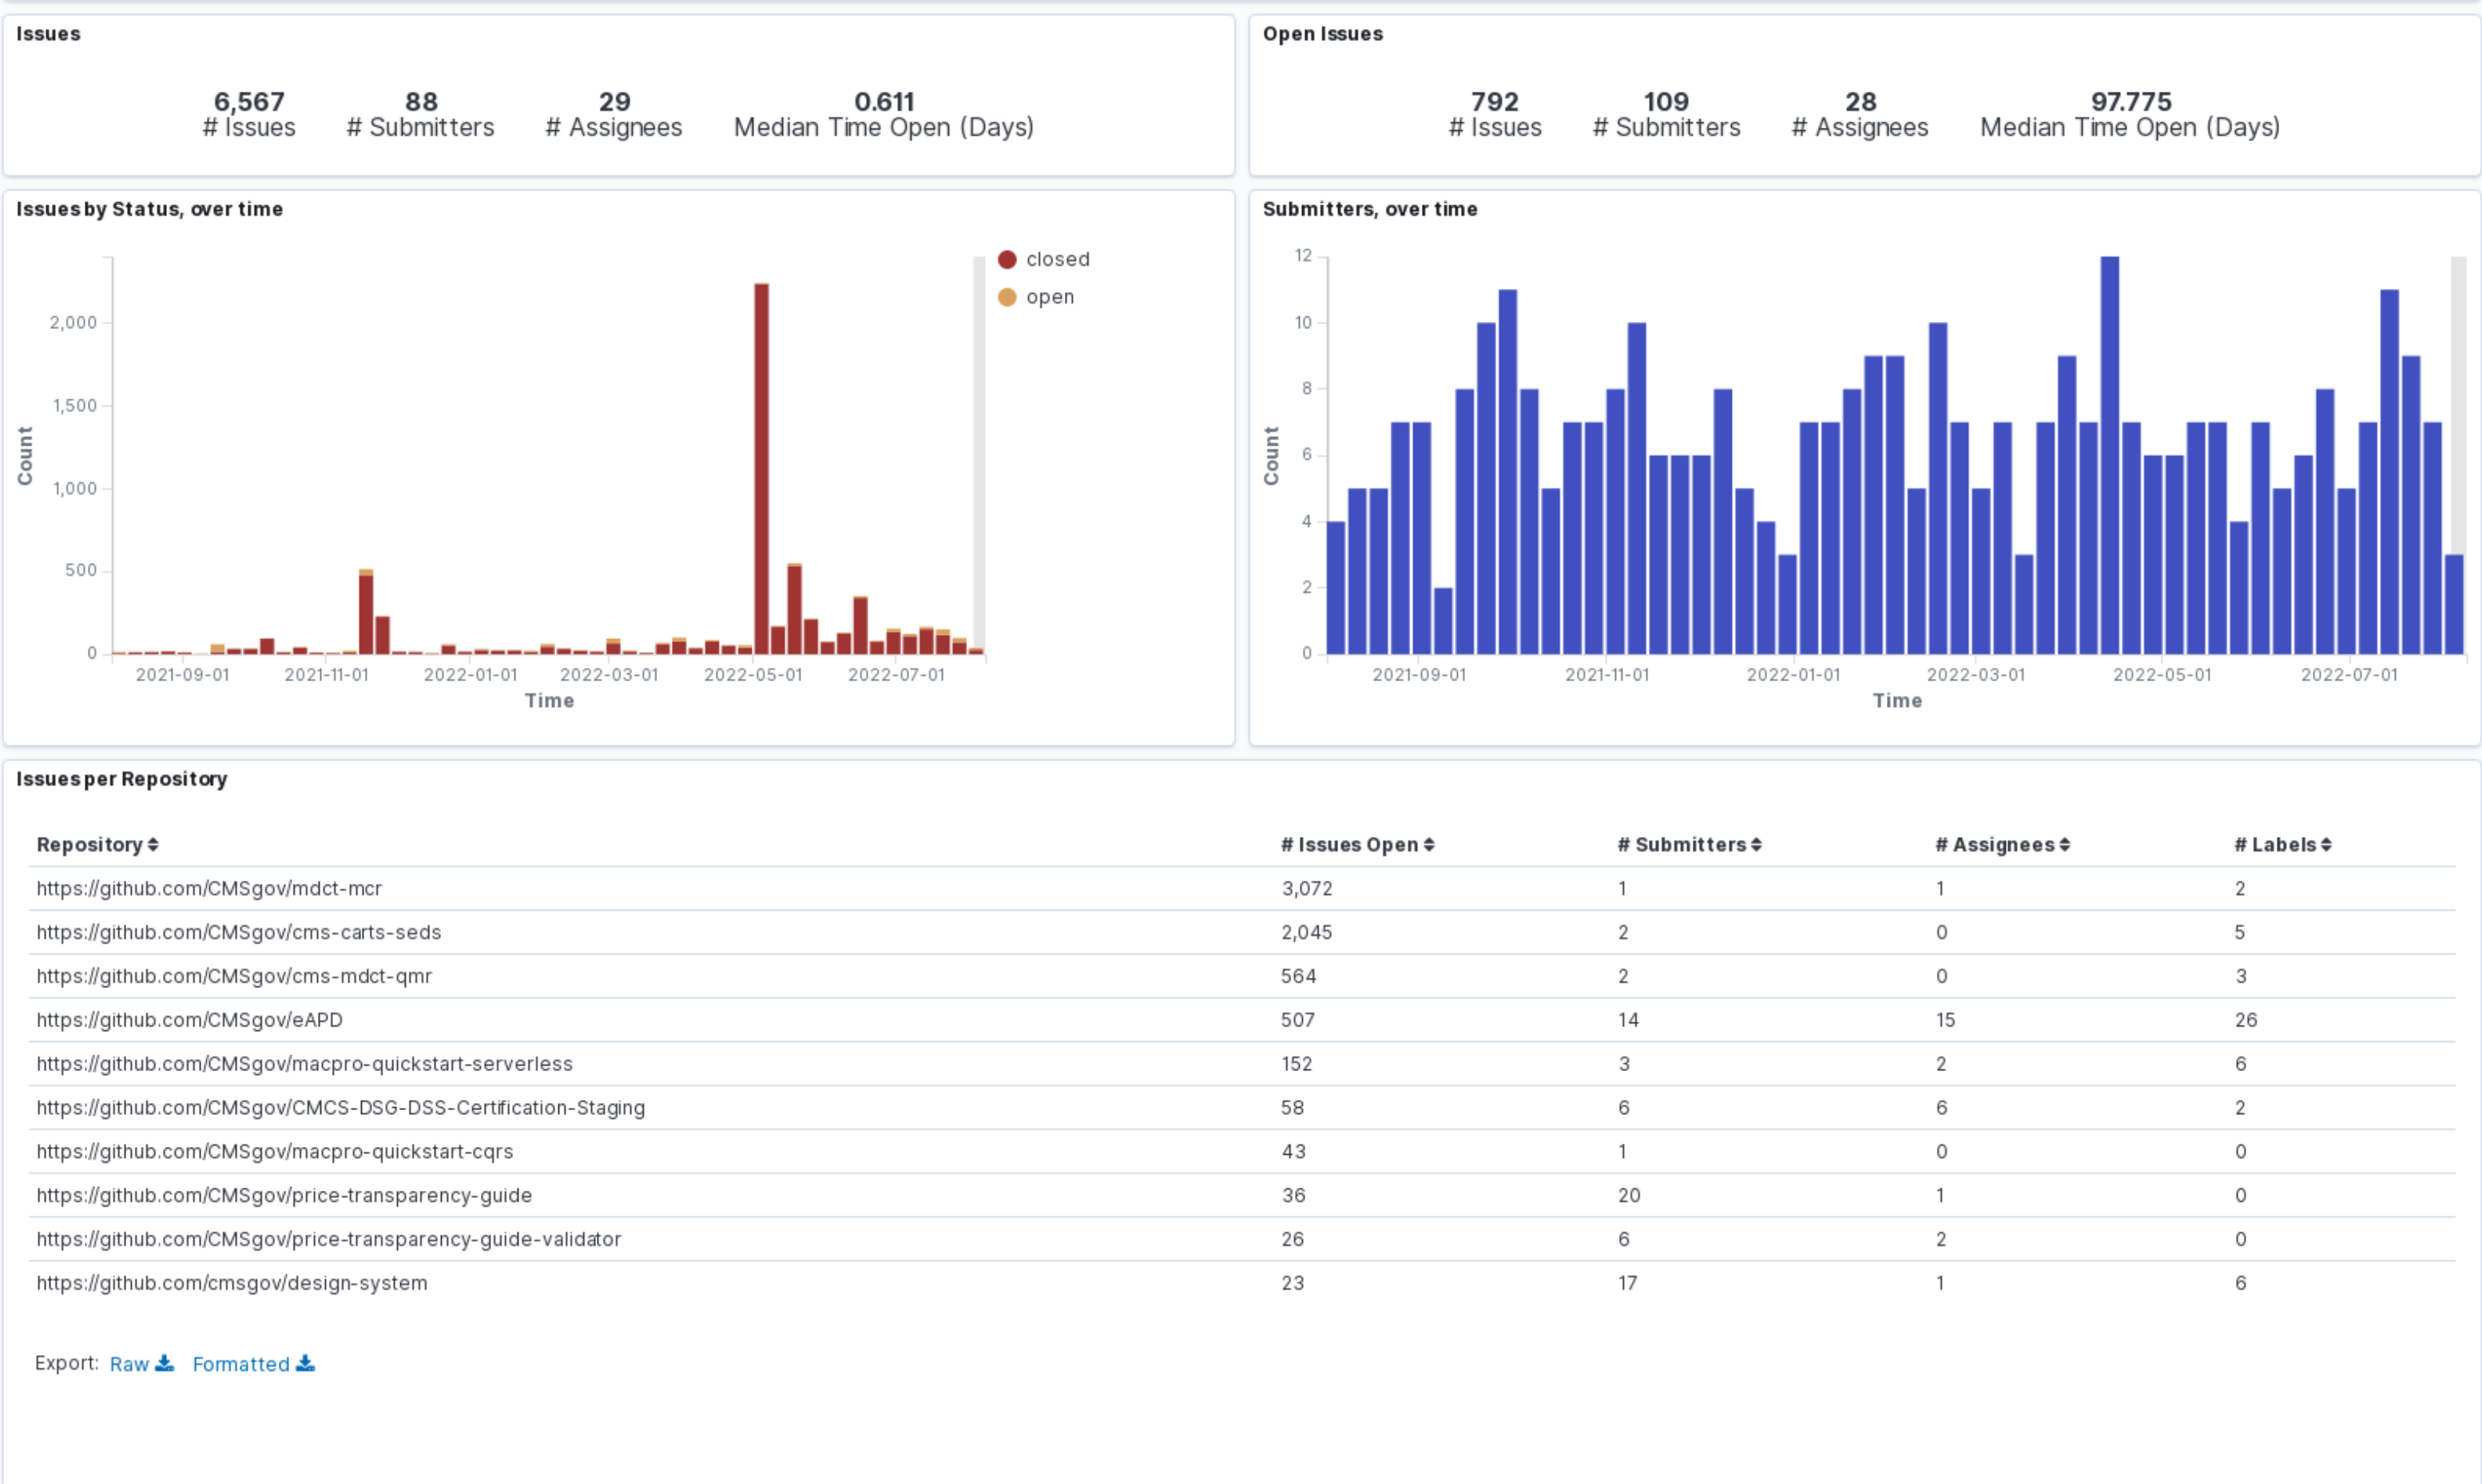 Issues
6,567 88 29 0.611
# Issues # Submitters # Assignees Median Time Open (Days)
Open Issues
792 109 28 97.775
# Issues # Submitters # Assignees Median Time Open (Days)
Issues by Status, over time
closed
open
2,000
1,500
1,000
500
0
Count
2021-09-01 2021-11-01 2022-01-01 2022-03-01 2022-05-01 2022-07-01
Time
Submitters, over time
12
10
8
6
4
2
0
Count
2021-09-01 2021-11-01 2022-01-01 2022-03-01 2022-05-01 2022-07-01
Time
Issues per Repository
Repository # Issues Open # Submitters # Assignees # Labels
https://github.com/CMSgov/mdct-mcr 3,072 1 1 2
https://github.com/CMSgov/cms-carts-seds 2,045 2 0 5
https://github.com/CMSgov/cms-mdct-qmr 564 2 0 3
https://github.com/CMSgov/eAPD 507 14 15 26
https://github.com/CMSgov/macpro-quickstart-serverless 152 3 2 6
https://github.com/CMSgov/CMCS-DSG-DSS-Certification-Staging 58 6 6 2
https://github.com/CMSgov/macpro-quickstart-cqrs 43 1 0 0
https://github.com/CMSgov/price-transparency-guide 36 20 1 0
https://github.com/CMSgov/price-transparency-guide-validator 26 6 2 0
https://github.com/cmsgov/design-system 23 17 1 6
Export: Raw Formatted